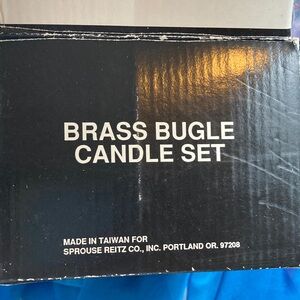 BRASS BUGLE
CANDLE SET
MADE IN TAIWAN FOR
SPROUSE REITZ CO., INC. PORTLAND OR. 97208